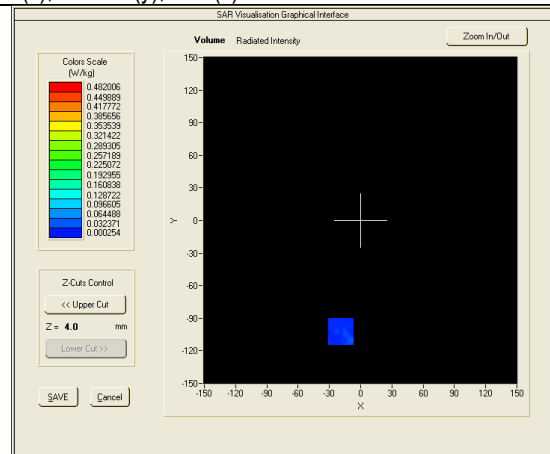 SAR Visualisation Graphical Interface
Volume Radiated Intensity
Zoom In/Out
Colors Scale
(W/kg)
0.482006
0.449889
0.417772
0.385656
0.353539
0.321422
0.289305
0.257189
0.225072
0.192955
0.160838
0.128722
0.096605
0.064488
0.032371
0.000254
150
120
90
60
30
0
-30
-60
-90
-120
-150
Y
-150 -120 -90 -60 -30 0 30 60 90 120 150
X
Z-Cuts Control
<< Upper Cut
Z = 4.0 mm
Lower Cut >>
SAVE Cancel